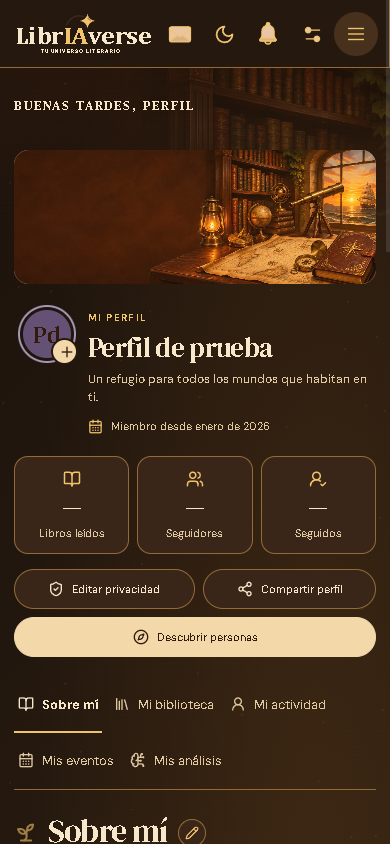 LibrIAverse
TU UNIVERSO LITERARIO
BUENAS TARDES, PERFIL
Pd
MI PERFIL
Perfil de prueba
Un refugio para todos los mundos que habitan en
ti.
Miembro desde enero de 2026
— — —
Libros leídos Seguidores Seguidos
Editar privacidad Compartir perfil
Descubrir personas
Sobre mí Mi biblioteca Mi actividad
Mis eventos Mis análisis
Sobre mí